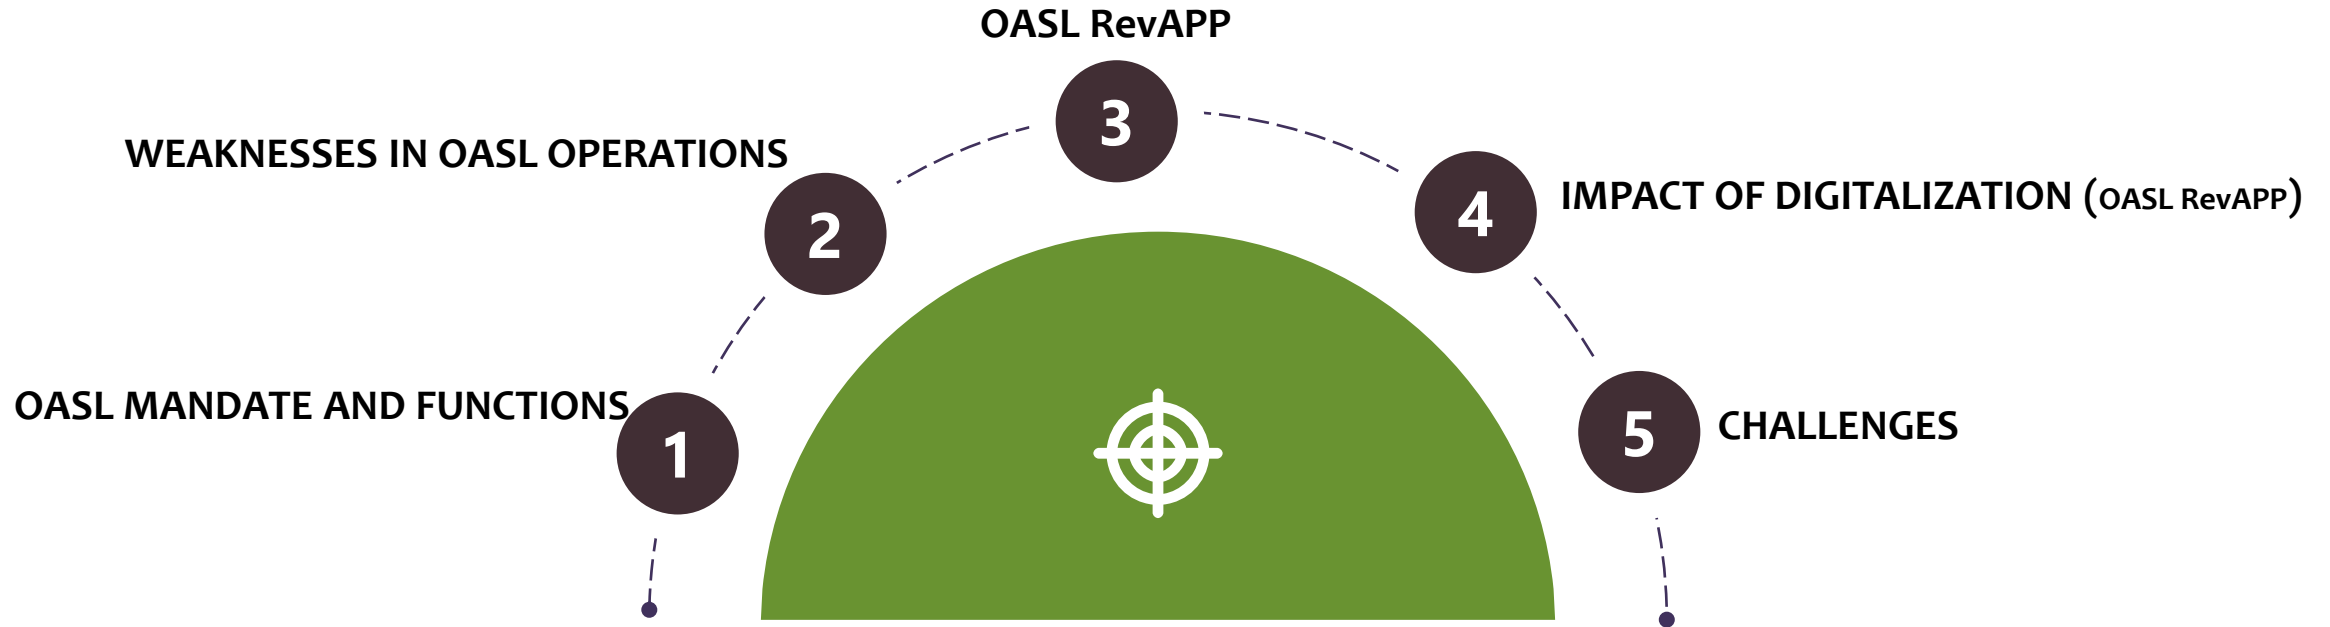 OASL RevAPP
3
WEAKNESSES IN OASL OPERATIONS
2
4
IMPACT OF DIGITALIZATION (OASL RevAPP)
OASL MANDATE AND FUNCTIONS
1
5
CHALLENGES